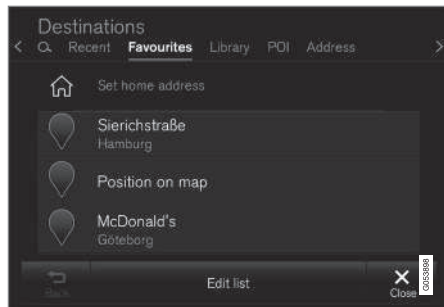 Destinations
Recent Favourites Library POI Address
Set home address
Sierichstraße
Hamburg
Position on map
McDonald's
Göteborg
Back Edit list Close
G053898